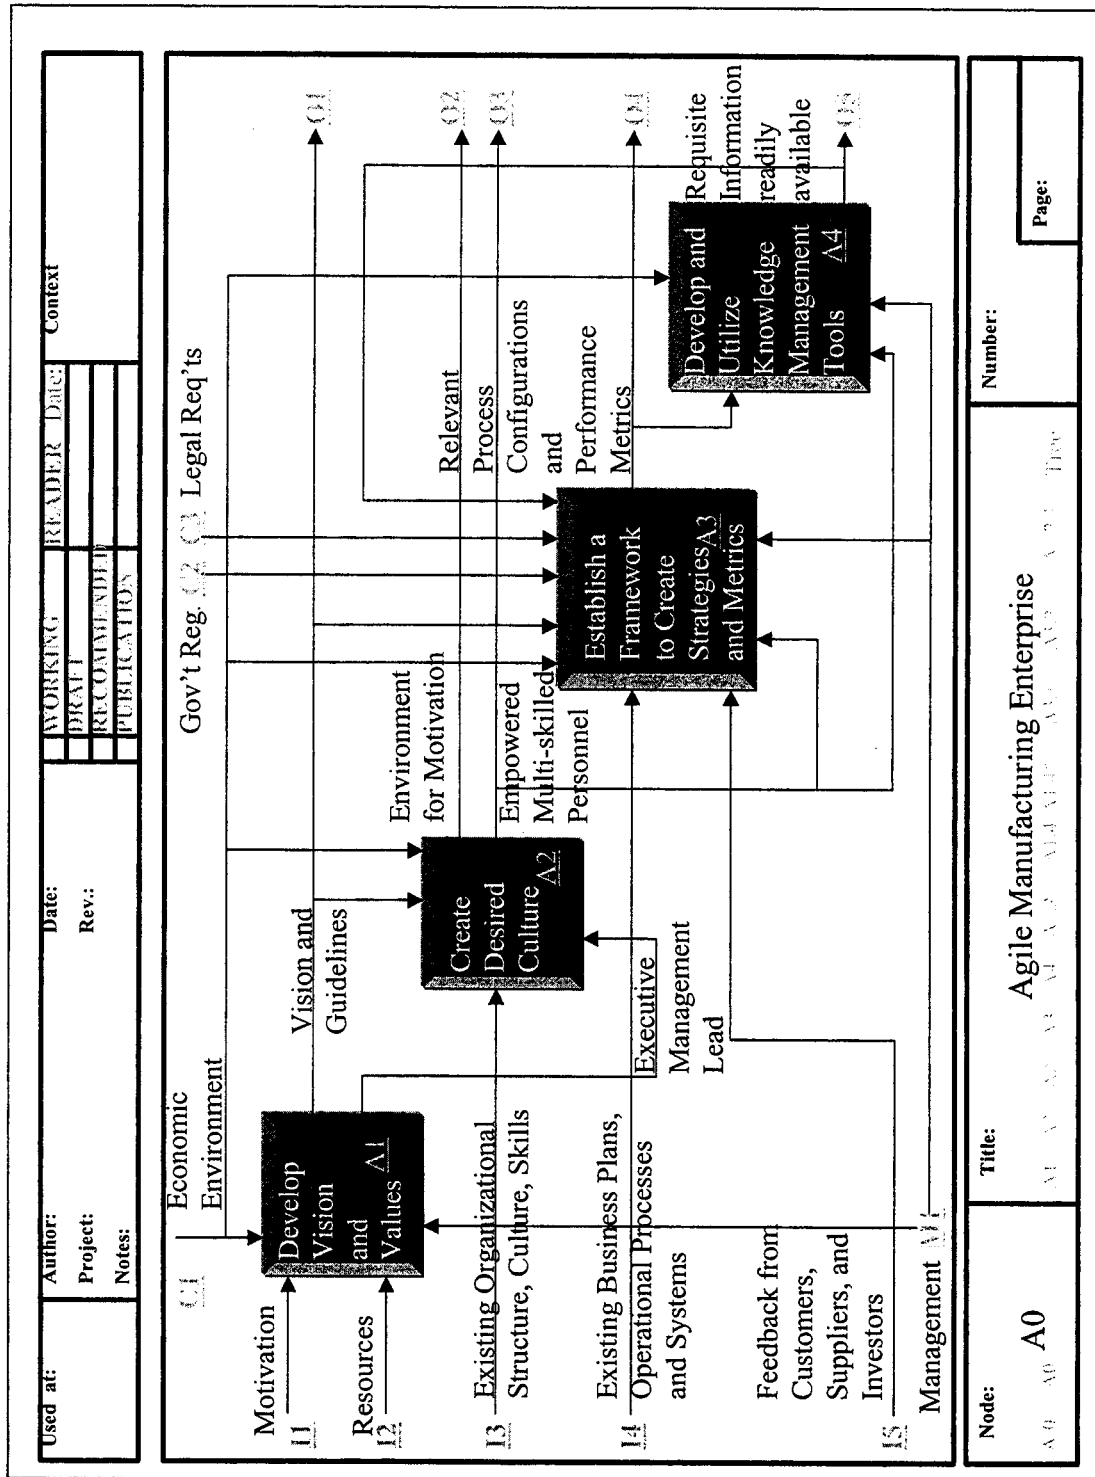 Used at:
Author:
Project:
Notes:
Date:
Rev.:
WORKING
DRAFT
RECOMMENDED
PUBLICATION
READER Date:
Context
C1
Economic
Environment
Gov't Reg. C2
C3 Legal Req'ts
Motivation
I1
Resources
I2
Develop
Vision
and
Values A1
Vision and
Guidelines
O1
Existing Organizational
Structure, Culture, Skills
I3
Create
Desired
Culture A2
Environment
for Motivation
Empowered
Multi-skilled
Personnel
O2
O3
Existing Business Plans,
Operational Processes
and Systems
I4
Executive
Management
Lead
Establish a
Framework
to Create
Strategies A3
and Metrics
Relevant
Process
Configurations
and
Performance
Metrics
O4
Feedback from
Customers,
Suppliers, and
Investors
I5
Develop and
Utilize
Knowledge
Management
Tools A4
Requisite
Information
readily
available
O5
Management M1
Node:
A0
Title:
Agile Manufacturing Enterprise
Tree
Number:
Page: